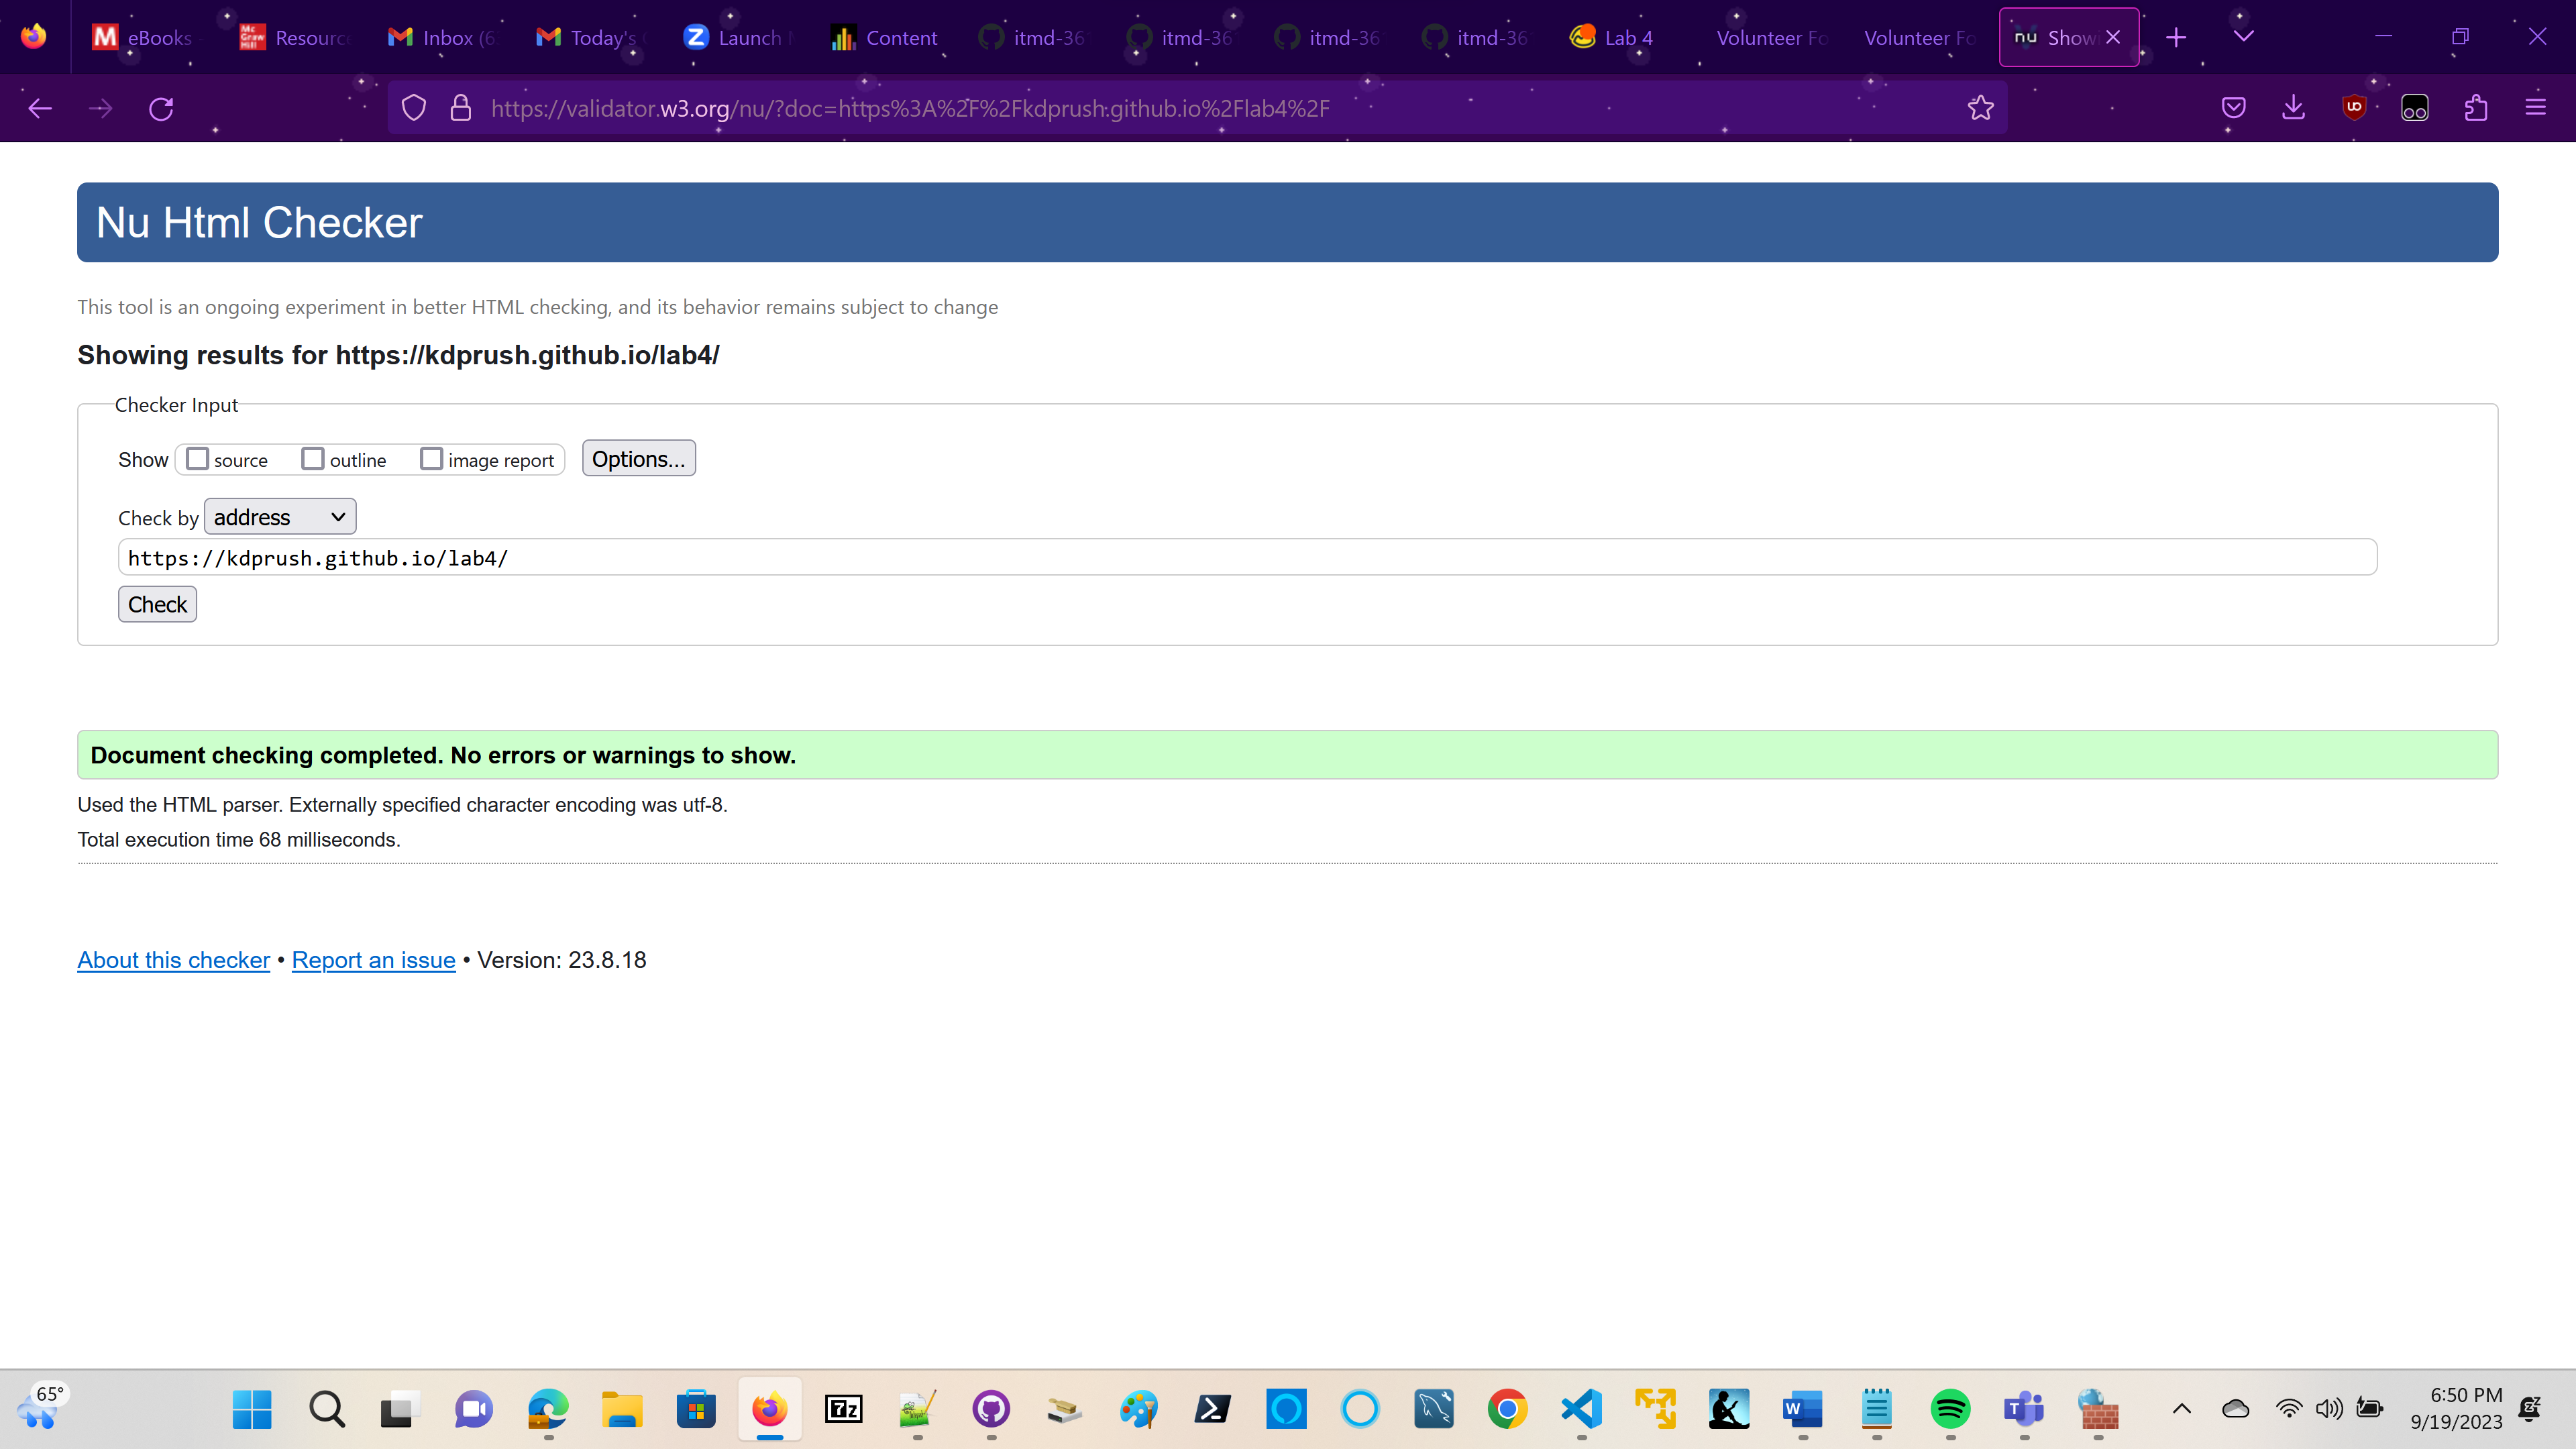 eBooks
Resourc
Inbox (6
Today's
Launch
Content
itmd-36
itmd-36
itmd-36
itmd-36
Lab 4
Volunteer Fo
Volunteer Fo
nu Show
https://validator.w3.org/nu/?doc=https%3A%2F%2Fkdprush.github.io%2Flab4%2F
Nu Html Checker
This tool is an ongoing experiment in better HTML checking, and its behavior remains subject to change
Showing results for https://kdprush.github.io/lab4/
Checker Input
Show source outline image report Options...
Check by address
https://kdprush.github.io/lab4/
Check
Document checking completed. No errors or warnings to show.
Used the HTML parser. Externally specified character encoding was utf-8.
Total execution time 68 milliseconds.
About this checker • Report an issue • Version: 23.8.18
65°
6:50 PM
9/19/2023